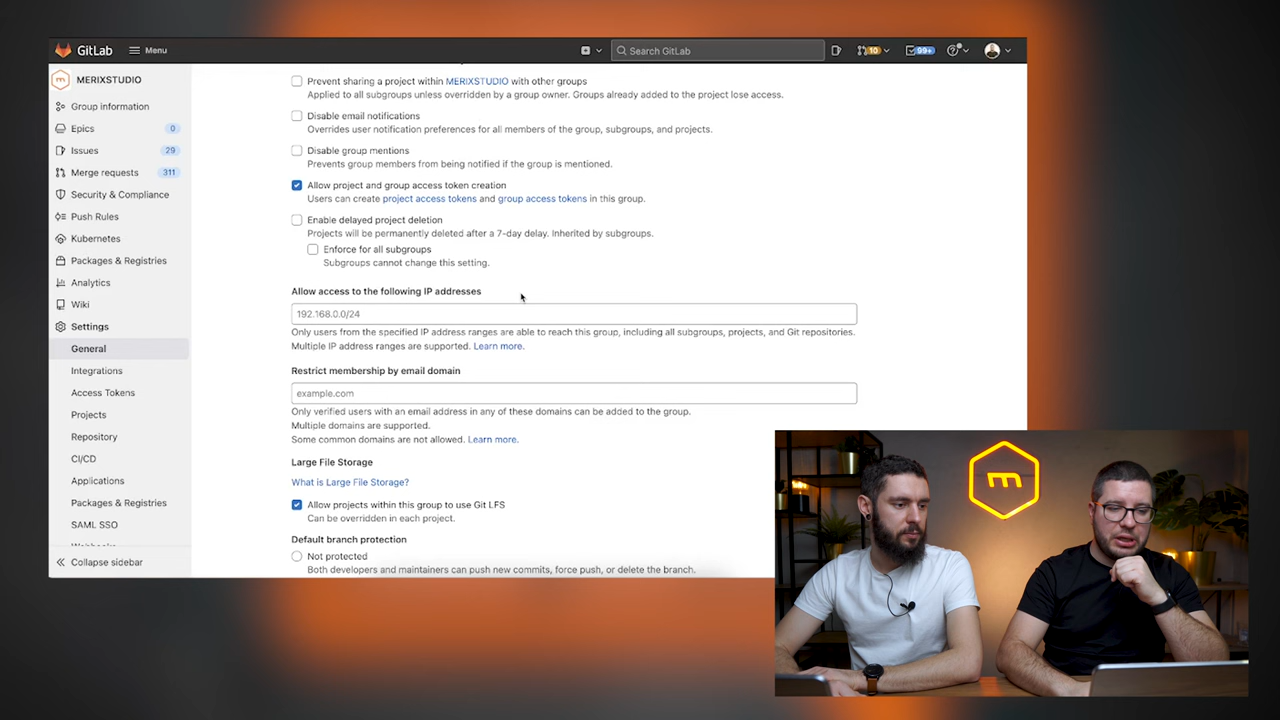 GitLab
Menu
Search GitLab
10
99+
MERIXSTUDIO
Group information
Epics
0
Issues
29
Merge requests
311
Security & Compliance
Push Rules
Kubernetes
Packages & Registries
Analytics
Wiki
Settings
General
Integrations
Access Tokens
Projects
Repository
CI/CD
Applications
Packages & Registries
SAML SSO
Collapse sidebar
Prevent sharing a project within MERIXSTUDIO with other groups
Applied to all subgroups unless overridden by a group owner. Groups already added to the project lose access.
Disable email notifications
Overrides user notification preferences for all members of the group, subgroups, and projects.
Disable group mentions
Prevents group members from being notified if the group is mentioned.
Allow project and group access token creation
Users can create project access tokens and group access tokens in this group.
Enable delayed project deletion
Projects will be permanently deleted after a 7-day delay. Inherited by subgroups.
Enforce for all subgroups
Subgroups cannot change this setting.
Allow access to the following IP addresses
192.168.0.0/24
Only users from the specified IP address ranges are able to reach this group, including all subgroups, projects, and Git repositories.
Multiple IP address ranges are supported. Learn more.
Restrict membership by email domain
example.com
Only verified users with an email address in any of these domains can be added to the group.
Multiple domains are supported.
Some common domains are not allowed. Learn more.
Large File Storage
What is Large File Storage?
Allow projects within this group to use Git LFS
Can be overridden in each project.
Default branch protection
Not protected
Both developers and maintainers can push new commits, force push, or delete the branch.
m